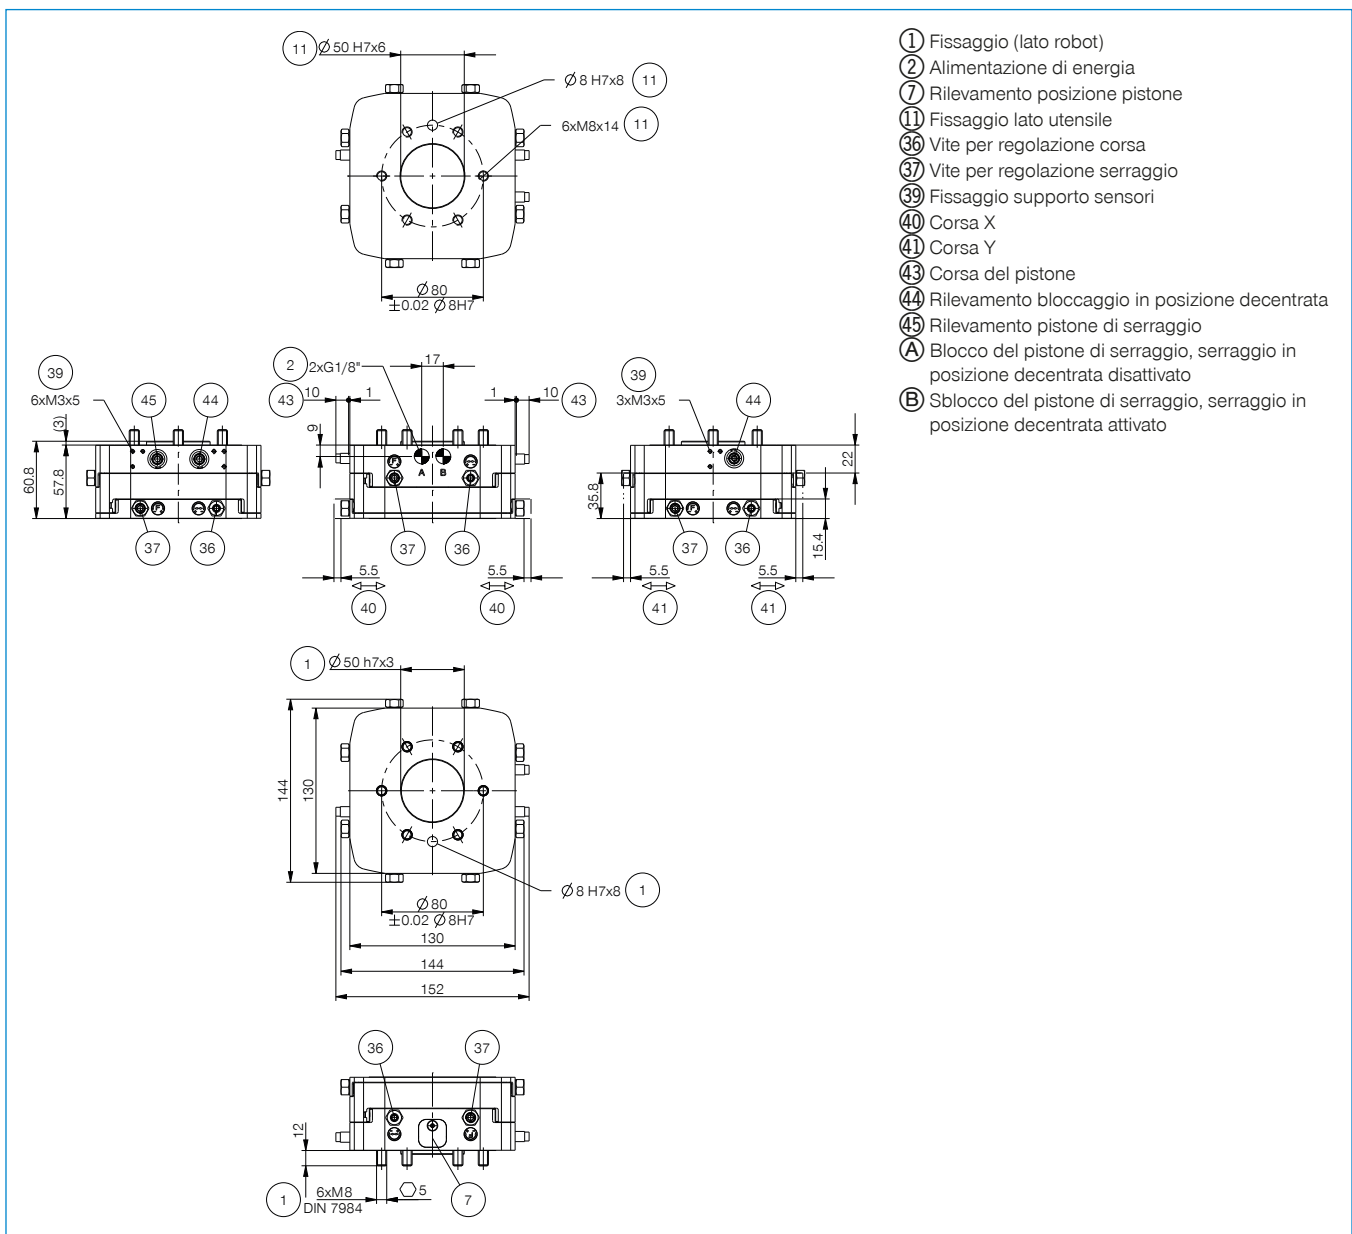 11 Ø 50 H7x6
Ø 8 H7x8 11
6xM8x14 11
Ø 80
±0.02 Ø 8H7
1 Fissaggio (lato robot)
2 Alimentazione di energia
7 Rilevamento posizione pistone
11 Fissaggio lato utensile
36 Vite per regolazione corsa
37 Vite per regolazione serraggio
39 Fissaggio supporto sensori
40 Corsa X
41 Corsa Y
43 Corsa del pistone
44 Rilevamento bloccaggio in posizione decentrata
45 Rilevamento pistone di serraggio
A Blocco del pistone di serraggio, serraggio in
posizione decentrata disattivato
B Sblocco del pistone di serraggio, serraggio in
posizione decentrata attivato
39
6xM3x5
45
44
(3)
60.8
57.8
37
36
2 2xG1/8"
17
43 10 1
1 10 43
9
A B
37
36
5.5
40
5.5
40
39
3xM3x5
44
22
35.8
15.4
37
36
5.5
41
5.5
41
1 Ø 50 h7x3
144
130
Ø 8 H7x8 1
Ø 80
±0.02 Ø 8H7
130
144
152
36
37
12
1 6xM8
DIN 7984
5
7